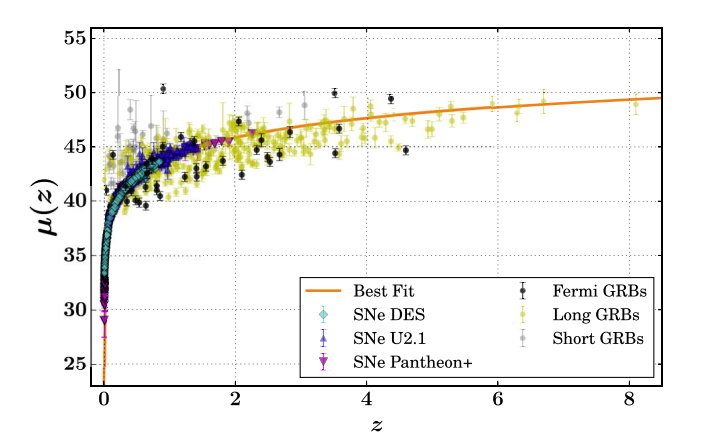 55
50
45
40
35
30
25
μ(z)
Best Fit
SNe DES
SNe U2.1
SNe Pantheon+
Fermi GRBs
Long GRBs
Short GRBs
0 2 4 6 8
z